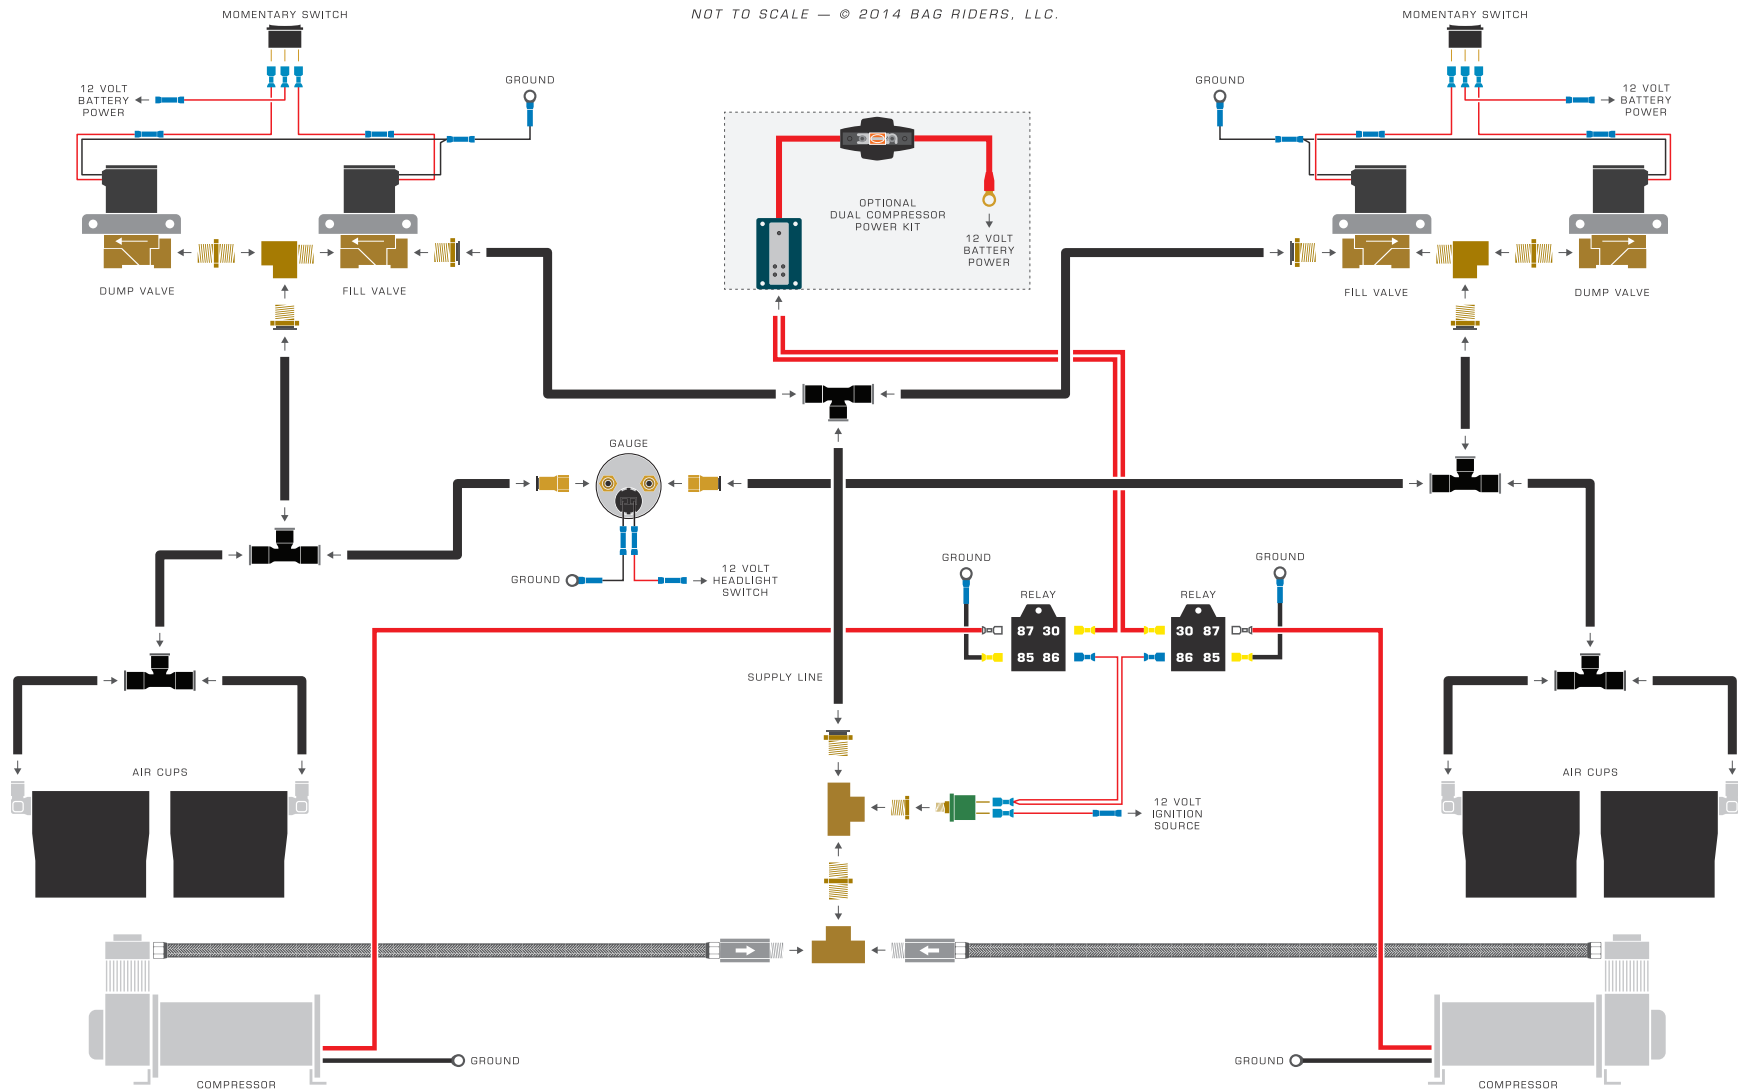 NOT TO SCALE — © 2014 BAG RIDERS, LLC.
MOMENTARY SWITCH
MOMENTARY SWITCH
12 VOLT
BATTERY
POWER
GROUND
GROUND
12 VOLT
BATTERY
POWER
OPTIONAL
DUAL COMPRESSOR
POWER KIT
12 VOLT
BATTERY
POWER
DUMP VALVE
FILL VALVE
FILL VALVE
DUMP VALVE
GAUGE
GROUND
12 VOLT
HEADLIGHT
SWITCH
GROUND
GROUND
RELAY
RELAY
87 30
85 86
30 87
86 85
SUPPLY LINE
AIR CUPS
AIR CUPS
12 VOLT
IGNITION
SOURCE
GROUND
GROUND
COMPRESSOR
COMPRESSOR